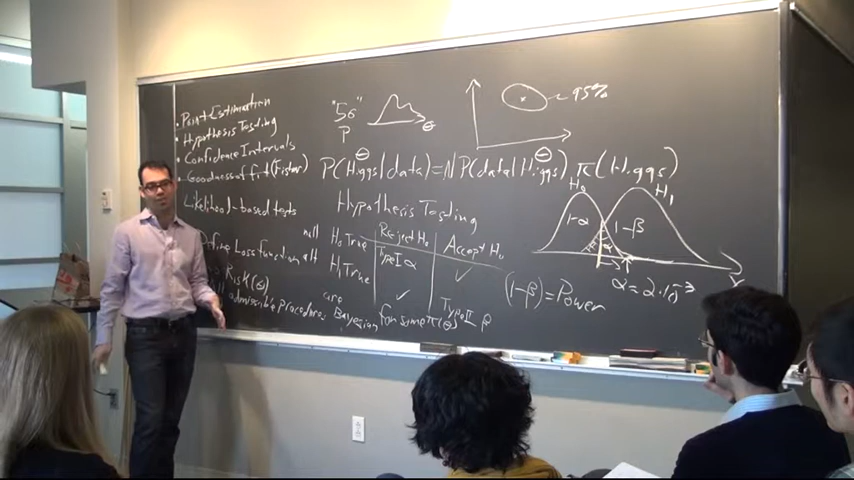 • Point Estimation
• Hypothesis Testing
• Confidence Intervals
• Goodness of fit (Fisher)
Likelihood-based tests
Define Loss function
Risk(Θ)
all admissible procedures are Bayesian for some π(Θ)
"5σ"
P
Θ
95%
P(Higgs|data) = N P(data|Higgs) π(Higgs)
Θ Θ
Hypothesis Testing
Reject H₀ Accept H₀
null H₀ True Type I α ✓
alt H₁ True ✓ Type II β
(1-β) = Power
H₀ H₁
1-α 1-β
α
α = 2·10⁻³
X